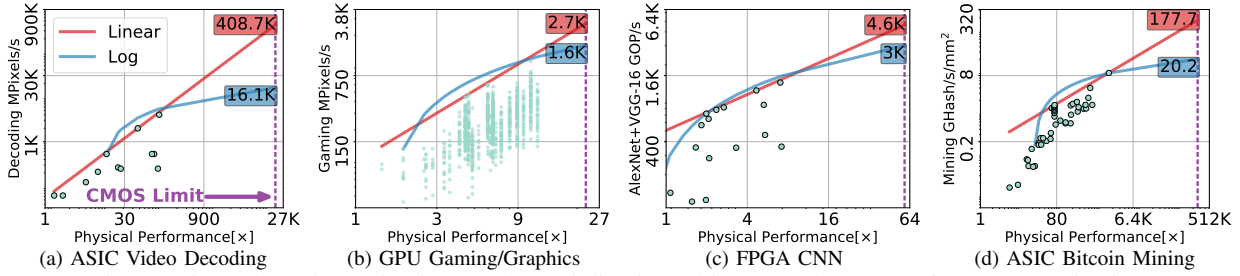 Decoding MPixels/s
900K
30K
1K
Linear
Log
408.7K
16.1K
CMOS Limit
1
30
900
27K
Physical Performance[×]
(a) ASIC Video Decoding
Gaming MPixels/s
3.8K
750
150
2.7K
1.6K
1
3
9
27
Physical Performance[×]
(b) GPU Gaming/Graphics
AlexNet+VGG-16 GOP/s
6.4K
1.6K
400
4.6K
3K
1
4
16
64
Physical Performance[×]
(c) FPGA CNN
Mining GHash/s/mm²
320
8
0.2
177.7
20.2
1
80
6.4K
512K
Physical Performance[×]
(d) ASIC Bitcoin Mining